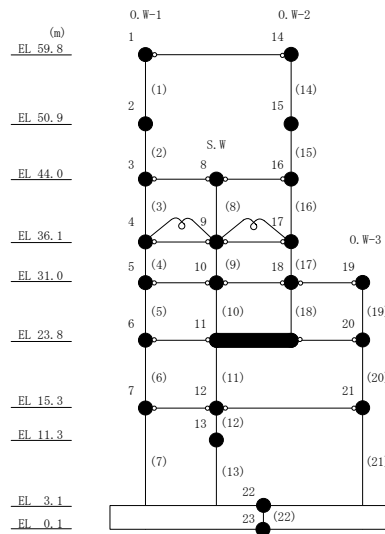 O.W-1 O.W-2
(m)
1 14
EL 59.8
(1) (14)
2 15
EL 50.9
(2) S.W (15)
3 8 16
EL 44.0
(3) (8) (16)
4 9 17
EL 36.1 O.W-3
5 (4) 10 (9) 18 (17) 19
EL 31.0
(5) (10) (18) (19)
6 11 20
EL 23.8
(6) (11) (20)
7 12 21
EL 15.3
13 (12)
EL 11.3
(7) (13) (21)
22
EL 3.1
23 (22)
EL 0.1